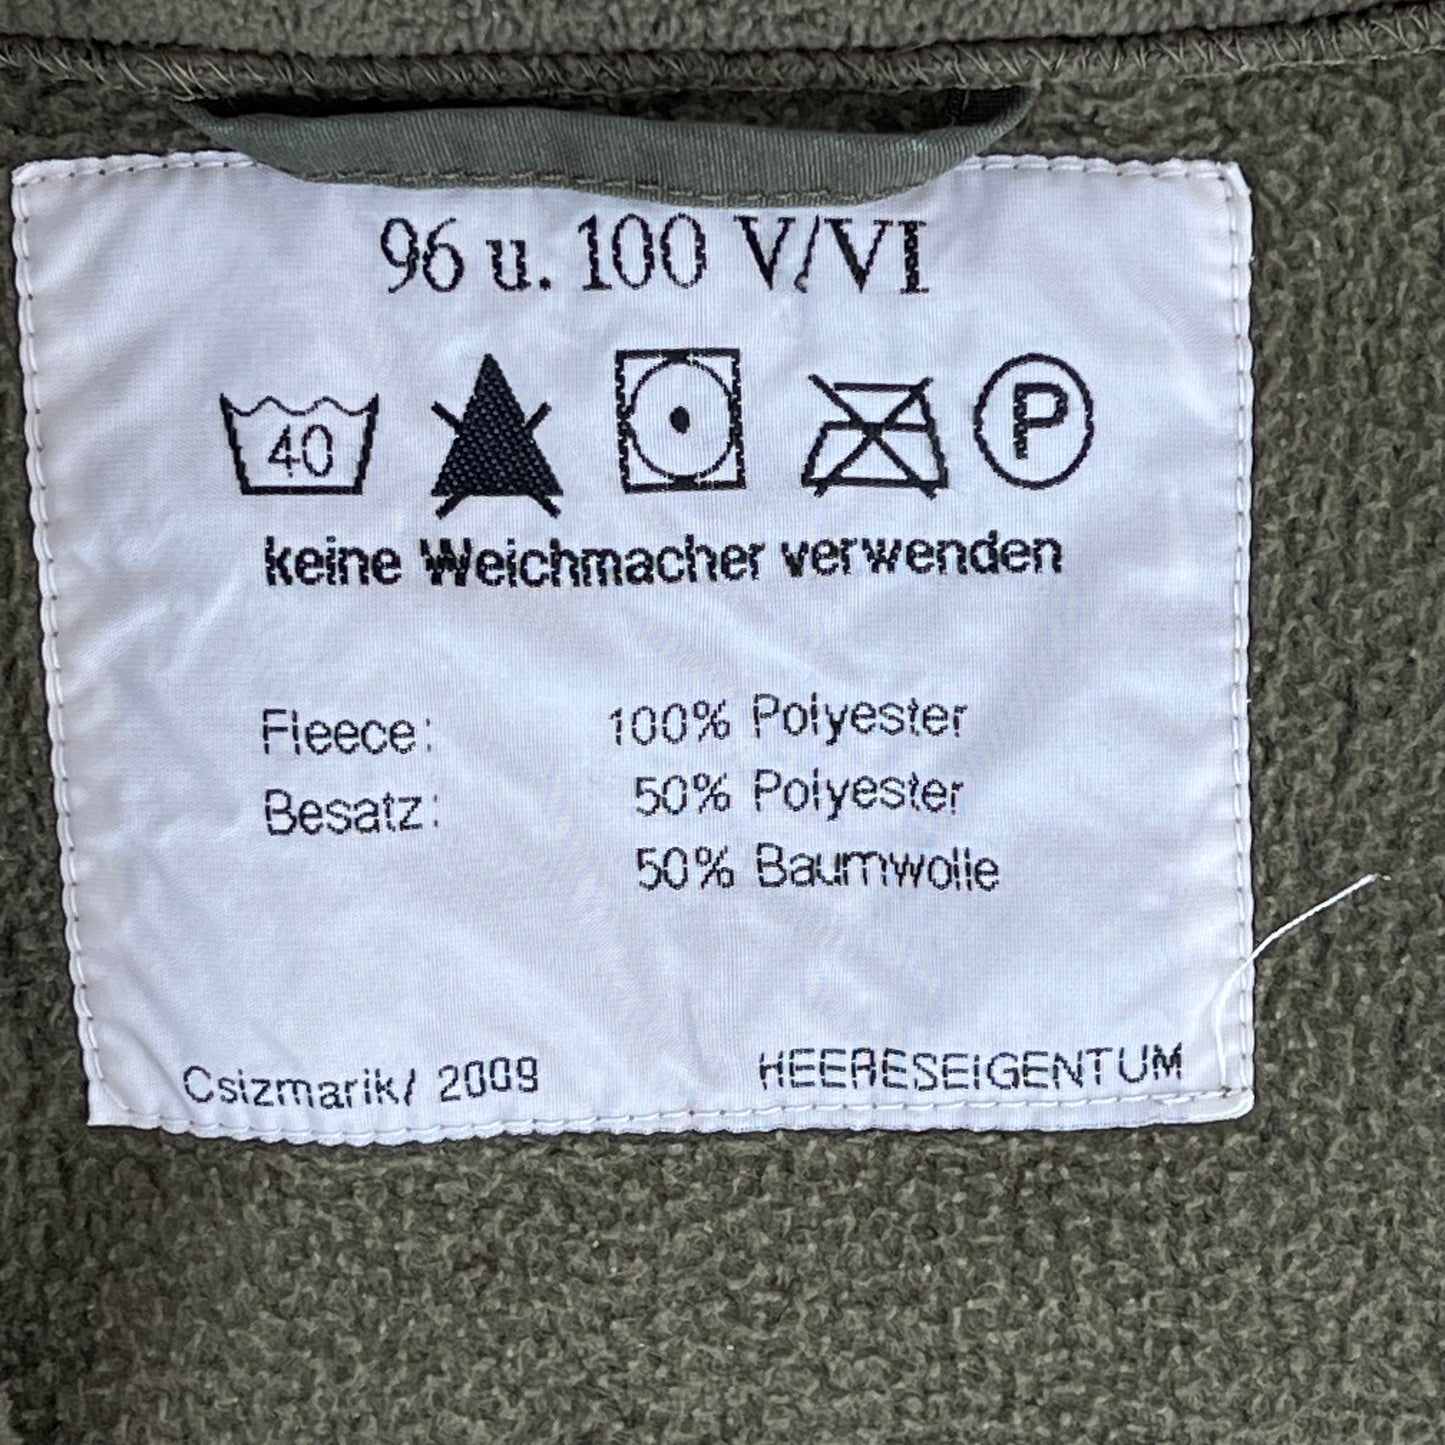 96 u. 100 V/VI
40
P
keine Weichmacher verwenden
Fleece: 100% Polyester
Besatz: 50% Polyester
50% Baumwolle
Csizmarik/ 2009 HEERESEIGENTUM